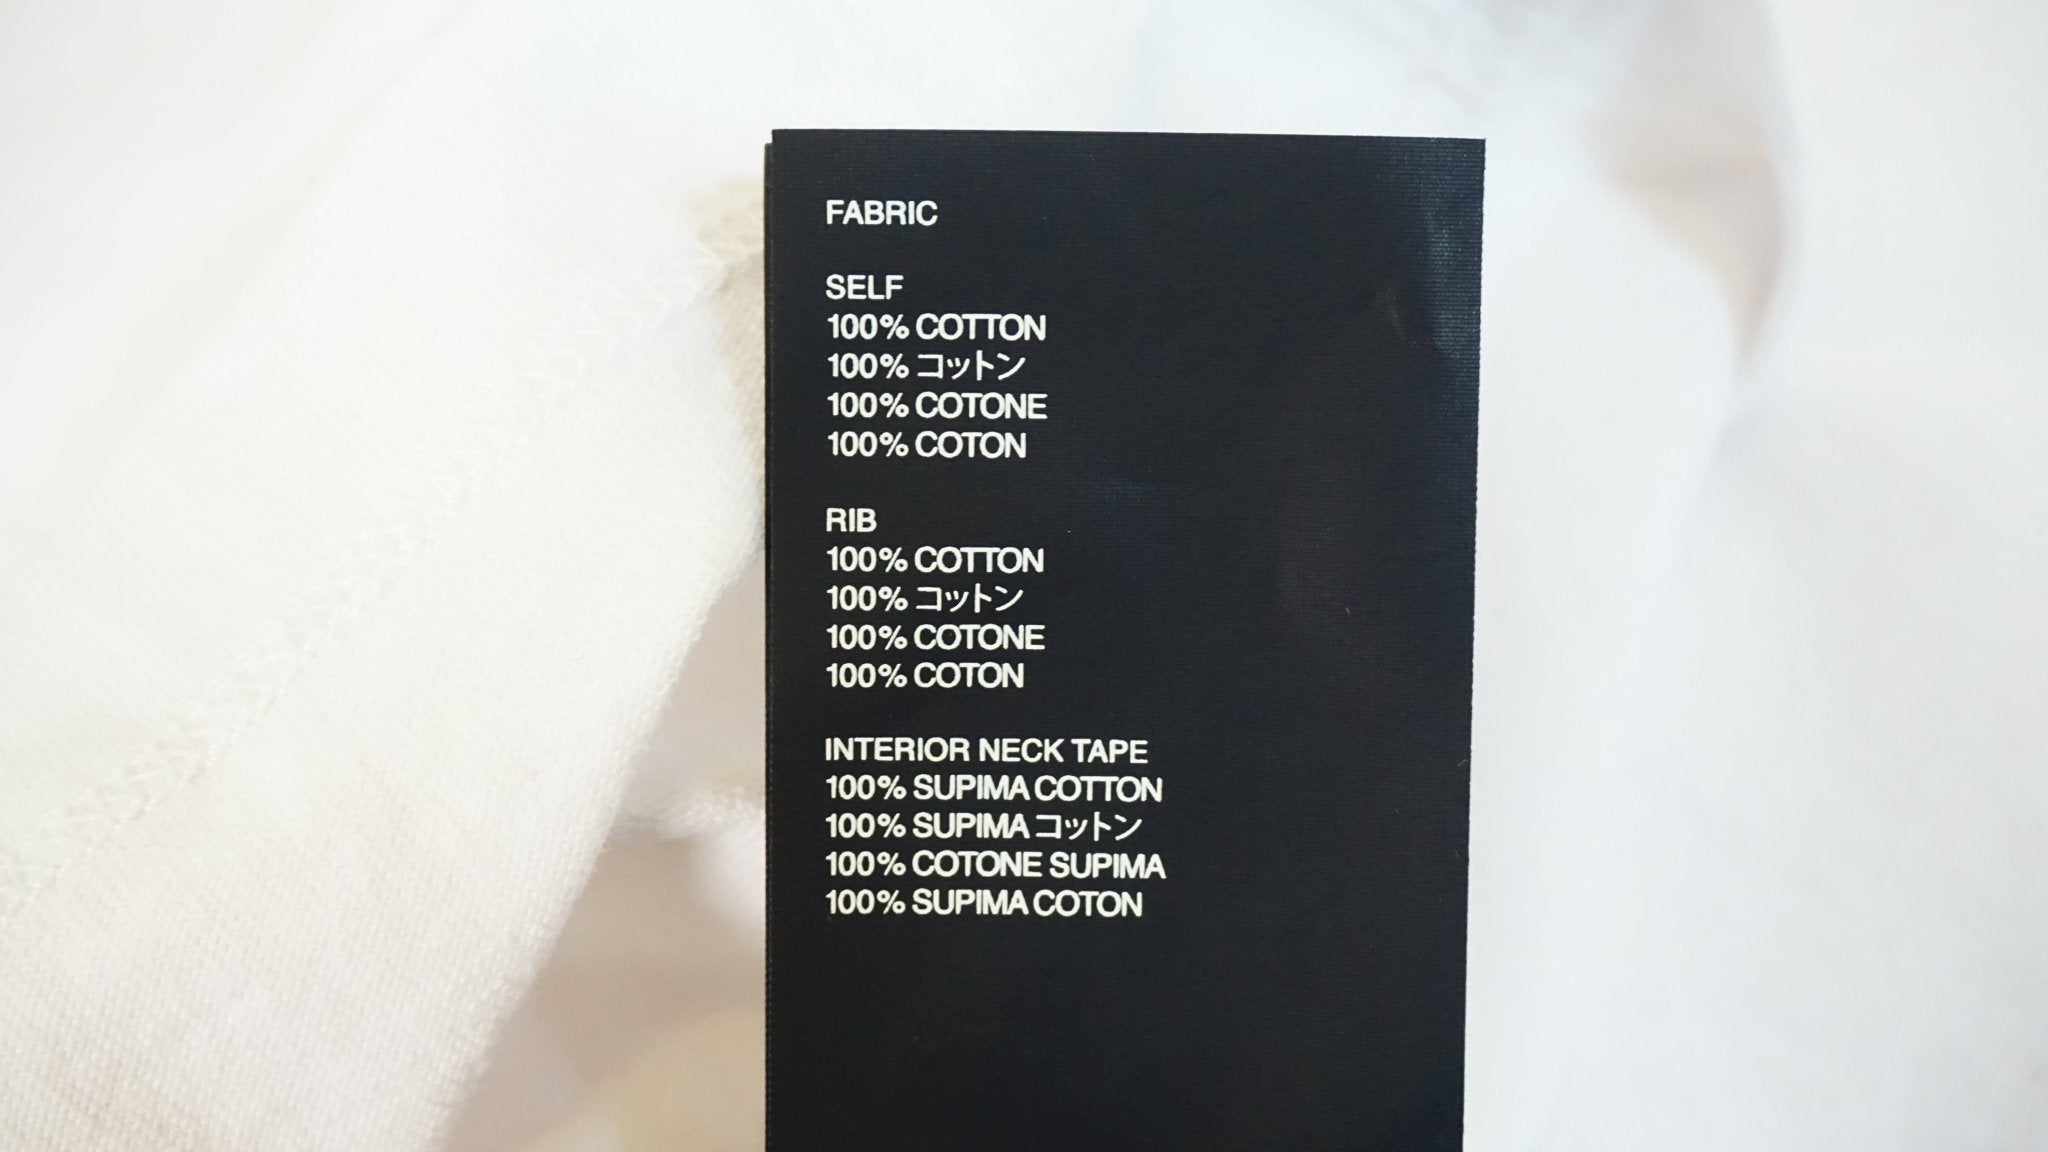 FABRIC
SELF
100% COTTON
100% コットン
100% COTONE
100% COTON
RIB
100% COTTON
100% コットン
100% COTONE
100% COTON
INTERIOR NECK TAPE
100% SUPIMA COTTON
100% SUPIMA コットン
100% COTONE SUPIMA
100% SUPIMA COTON